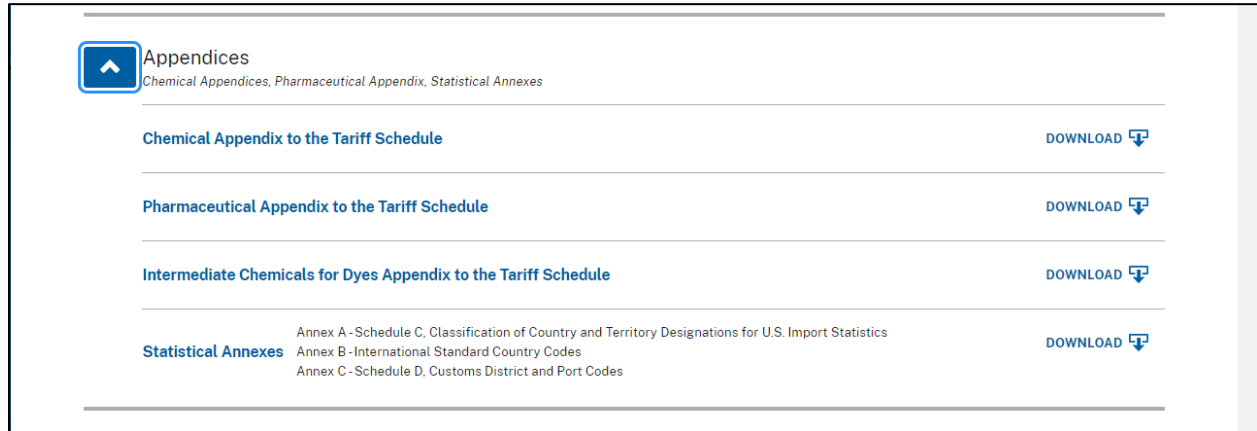 Appendices
Chemical Appendices, Pharmaceutical Appendix, Statistical Annexes
Chemical Appendix to the Tariff Schedule DOWNLOAD
Pharmaceutical Appendix to the Tariff Schedule DOWNLOAD
Intermediate Chemicals for Dyes Appendix to the Tariff Schedule DOWNLOAD
Annex A - Schedule C, Classification of Country and Territory Designations for U.S. Import Statistics
Statistical Annexes Annex B - International Standard Country Codes DOWNLOAD
Annex C - Schedule D, Customs District and Port Codes